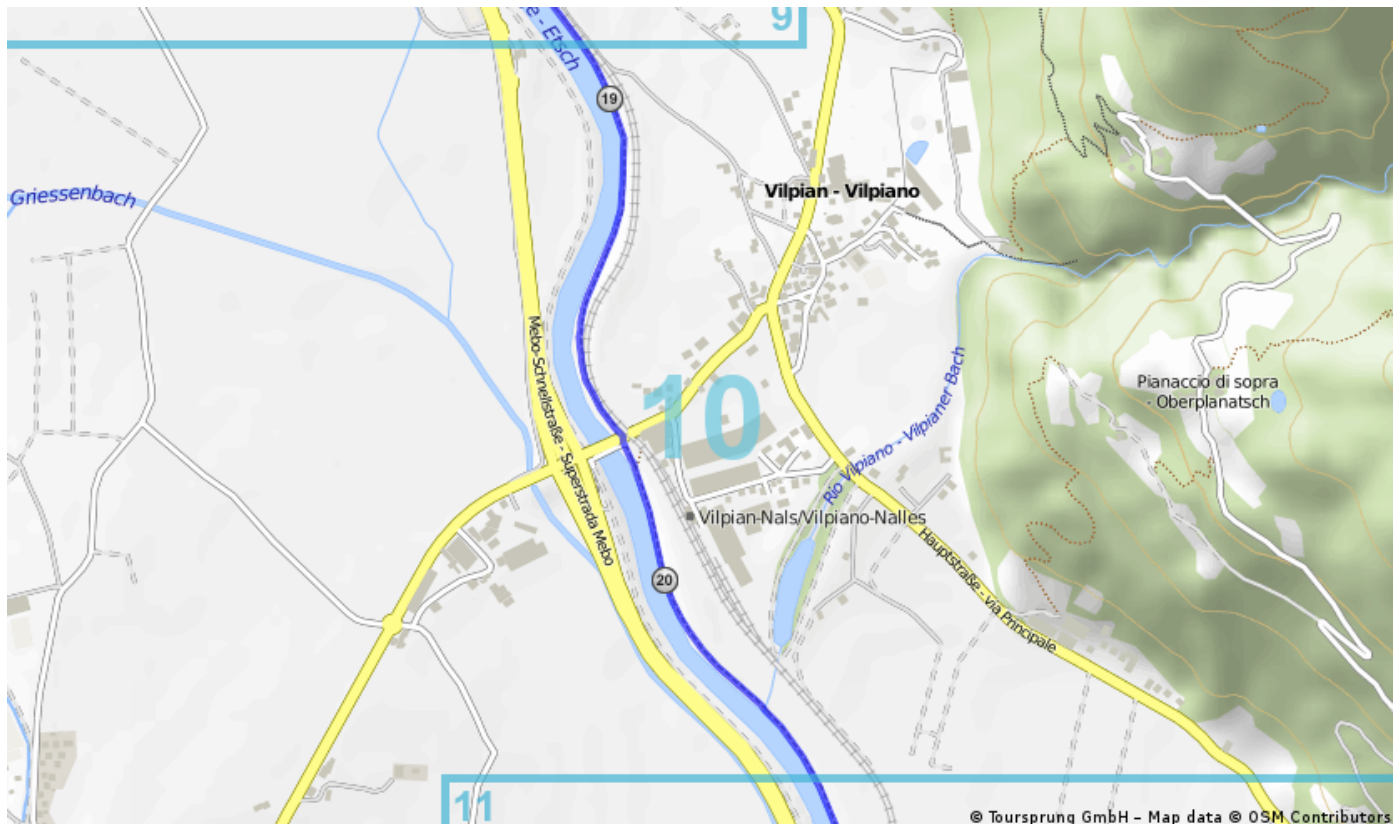 9
e - Etsch
19
Griessenbach
Vilpian - Vilpiano
Mebo-Schnellstraße - Superstrada Mebo
10
Pianaccio di sopra
- Oberplanatsch
Rio Vilpiano - Vilpianer Bach
Vilpian-Nals/Vilpiano-Nalles
Hauptstraße - via Principale
20
11
© Toursprung GmbH – Map data © OSM Contributors